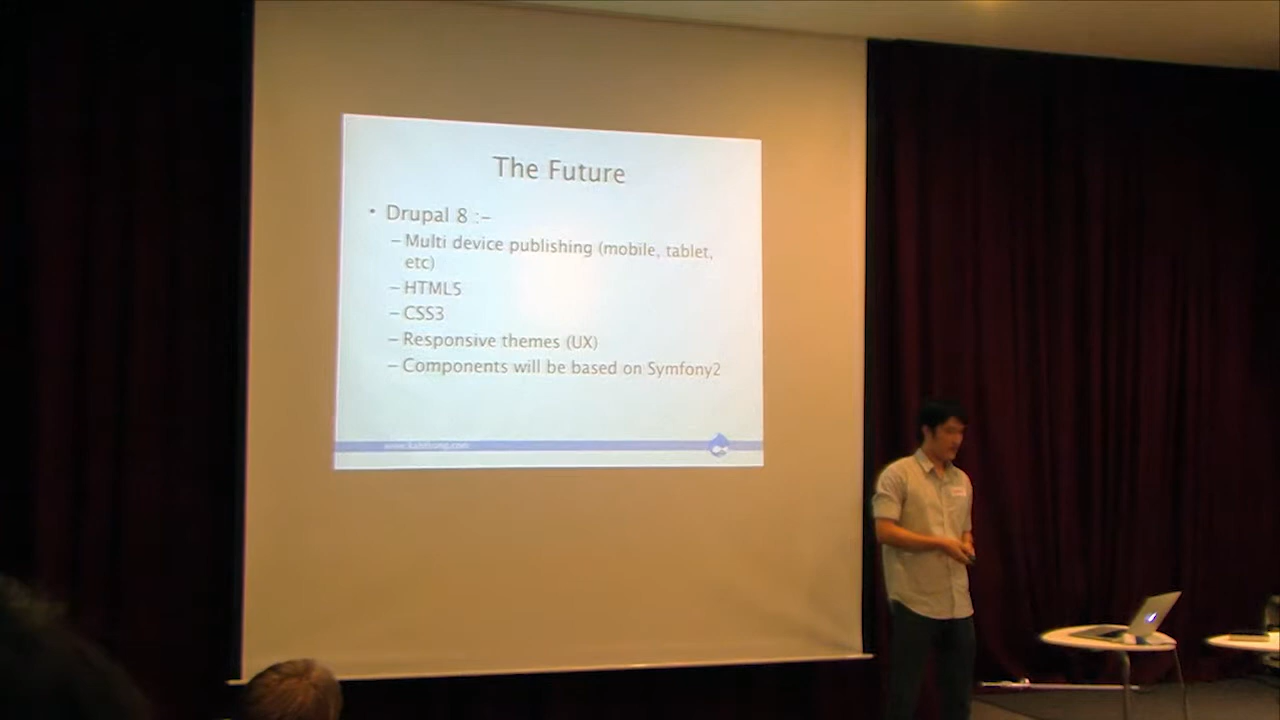 The Future
• Drupal 8 :–
– Multi device publishing (mobile, tablet,
etc)
– HTML5
– CSS3
– Responsive themes (UX)
– Components will be based on Symfony2